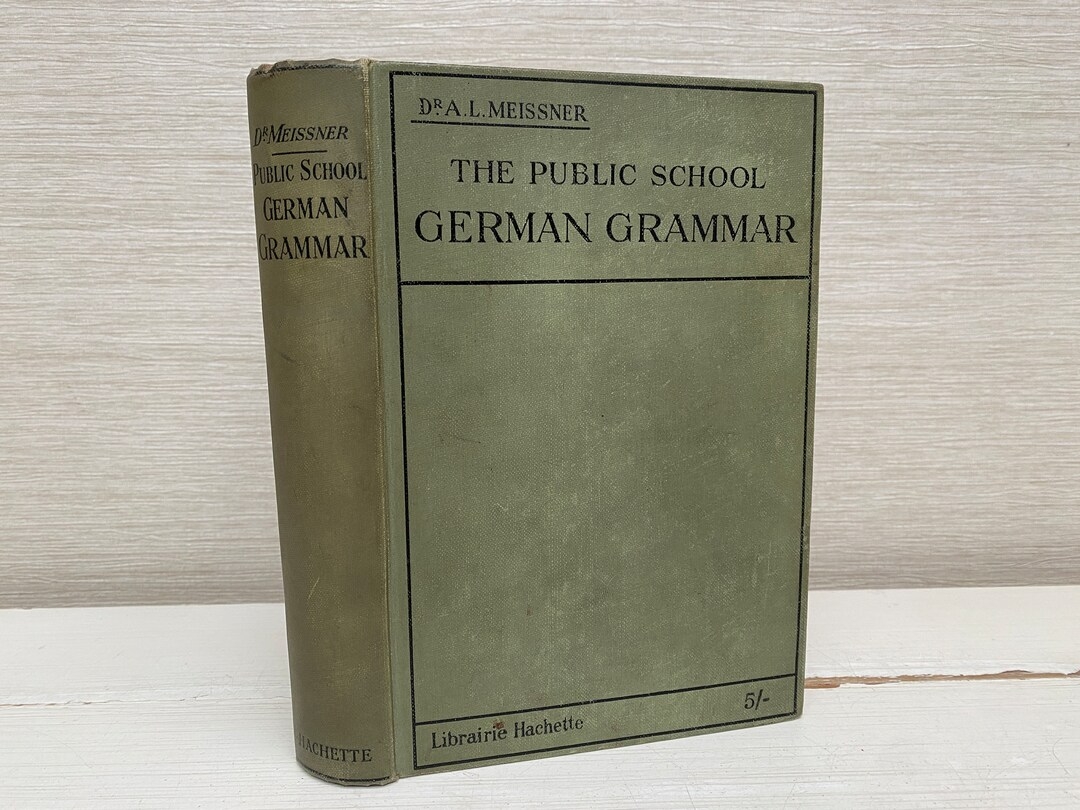 DR. MEISSNER
PUBLIC SCHOOL
GERMAN
GRAMMAR
HACHETTE
DR. A. L. MEISSNER
THE PUBLIC SCHOOL
GERMAN GRAMMAR
Librairie Hachette
5/-